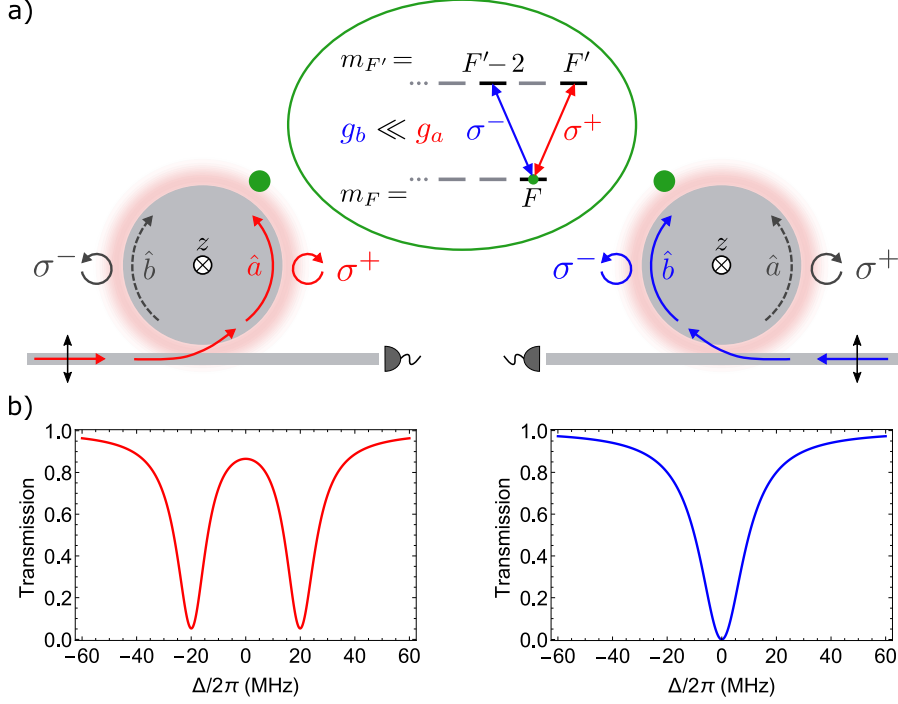 a)
m_{F'} = F'−2 F'
g_b ≪ g_a σ⁻ σ⁺
m_F = F
σ⁻ b̂ z â σ⁺
σ⁻ b̂ z â σ⁺
b)
1.0
0.8
0.6
0.4
0.2
0.0
Transmission
−60 −40 −20 0 20 40 60
Δ/2π (MHz)
1.0
0.8
0.6
0.4
0.2
0.0
Transmission
−60 −40 −20 0 20 40 60
Δ/2π (MHz)